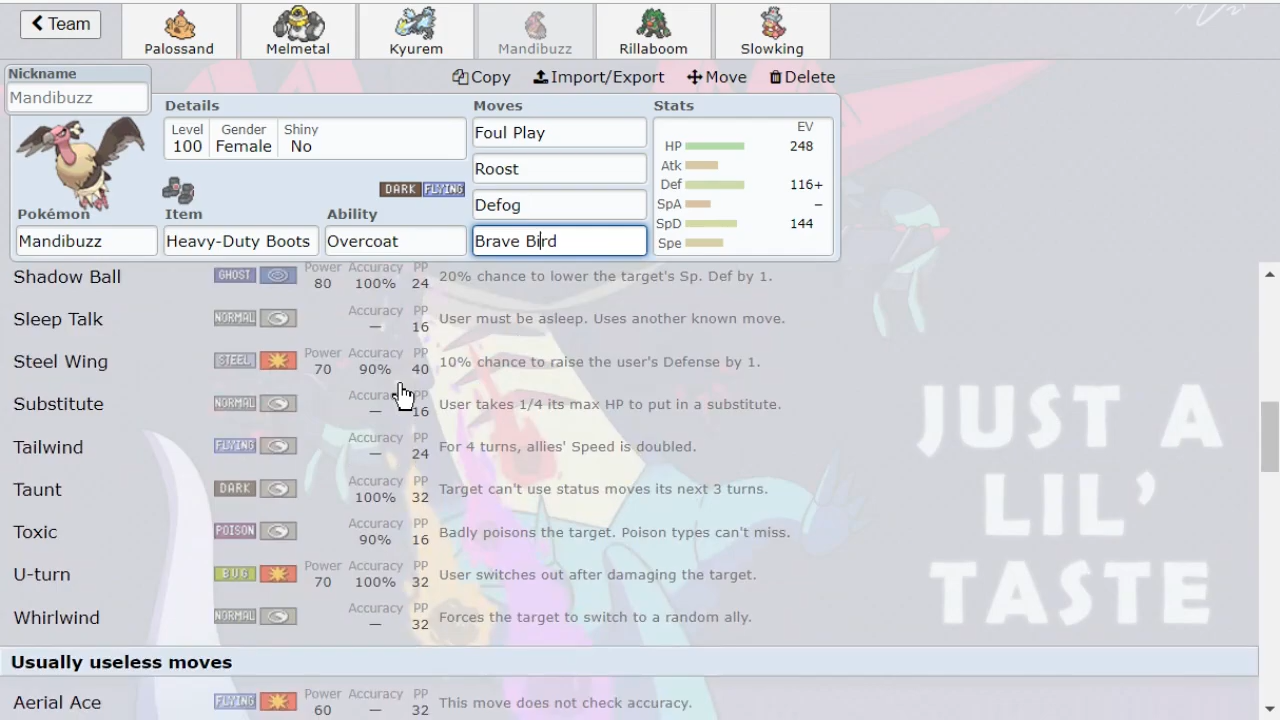 Team
Palossand
Melmetal
Kyurem
Mandibuzz
Rillaboom
Slowking
Nickname
Mandibuzz
Copy
Import/Export
Move
Delete
Details
Level
100
Gender
Female
Shiny
No
DARK FLYING
Pokémon
Mandibuzz
Item
Heavy-Duty Boots
Ability
Overcoat
Moves
Foul Play
Roost
Defog
Brave Bird
Stats
EV
HP 248
Atk
Def 116+
SpA –
SpD 144
Spe
Shadow Ball GHOST Power 80 Accuracy 100% PP 24 20% chance to lower the target's Sp. Def by 1.
Sleep Talk NORMAL Accuracy — PP 16 User must be asleep. Uses another known move.
Steel Wing STEEL Power 70 Accuracy 90% PP 40 10% chance to raise the user's Defense by 1.
Substitute NORMAL Accuracy — PP 16 User takes 1/4 its max HP to put in a substitute.
Tailwind FLYING Accuracy — PP 24 For 4 turns, allies' Speed is doubled.
Taunt DARK Accuracy 100% PP 32 Target can't use status moves its next 3 turns.
Toxic POISON Accuracy 90% PP 16 Badly poisons the target. Poison types can't miss.
U-turn BUG Power 70 Accuracy 100% PP 32 User switches out after damaging the target.
Whirlwind NORMAL Accuracy — PP 32 Forces the target to switch to a random ally.
Usually useless moves
Aerial Ace FLYING Power 60 Accuracy — PP 32 This move does not check accuracy.
JUST A
LIL'
TASTE